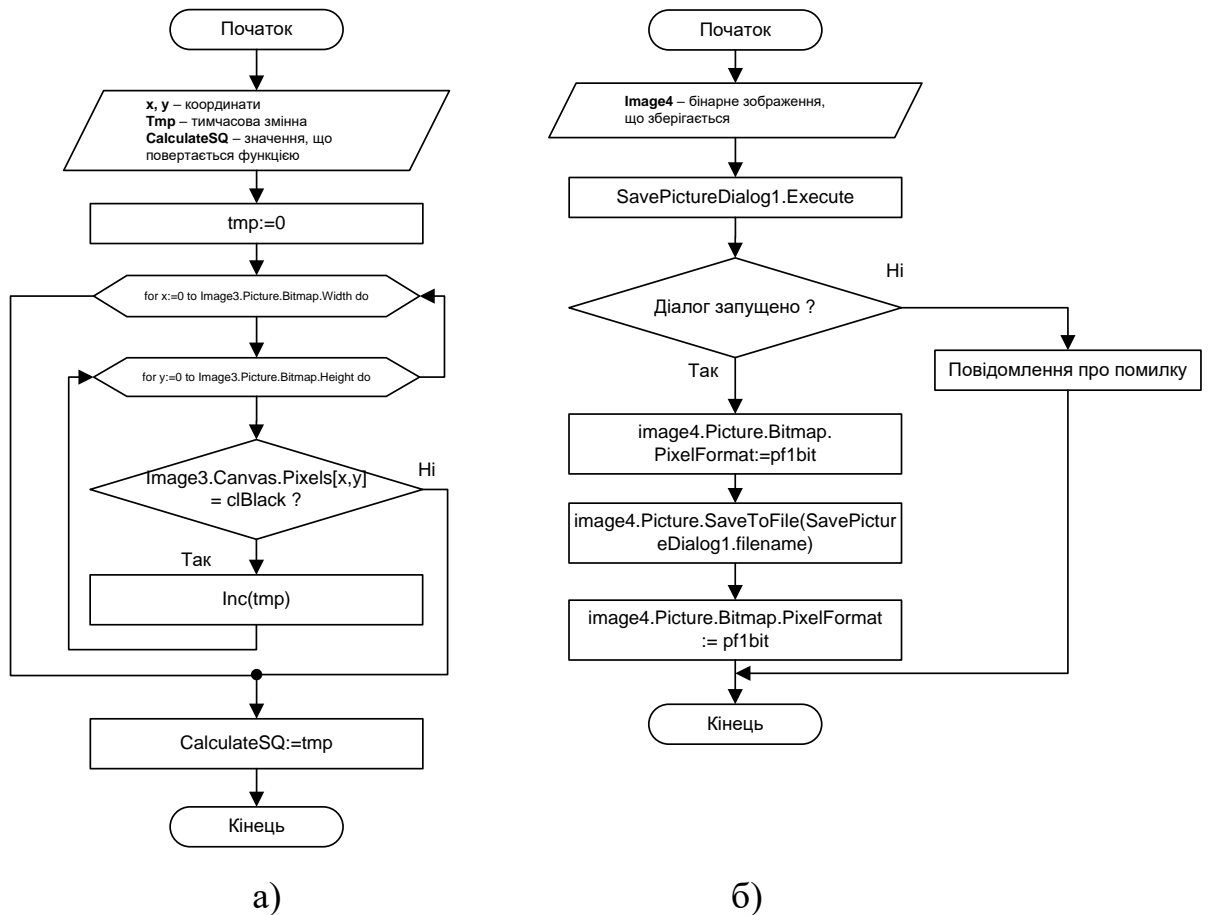 Початок
x, y – координати
Tmp – тимчасова змінна
CalculateSQ – значення, що
повертається функцією
tmp:=0
for x:=0 to Image3.Picture.Bitmap.Width do
for y:=0 to Image3.Picture.Bitmap.Height do
Image3.Canvas.Pixels[x,y]
= clBlack ?
Ні
Так
Inc(tmp)
CalculateSQ:=tmp
Кінець
а)
Початок
Image4 – бінарне зображення,
що зберігається
SavePictureDialog1.Execute
Діалог запущено ?
Ні
Так
Повідомлення про помилку
image4.Picture.Bitmap.
PixelFormat:=pf1bit
image4.Picture.SaveToFile(SavePictur
eDialog1.filename)
image4.Picture.Bitmap.PixelFormat
:= pf1bit
Кінець
б)